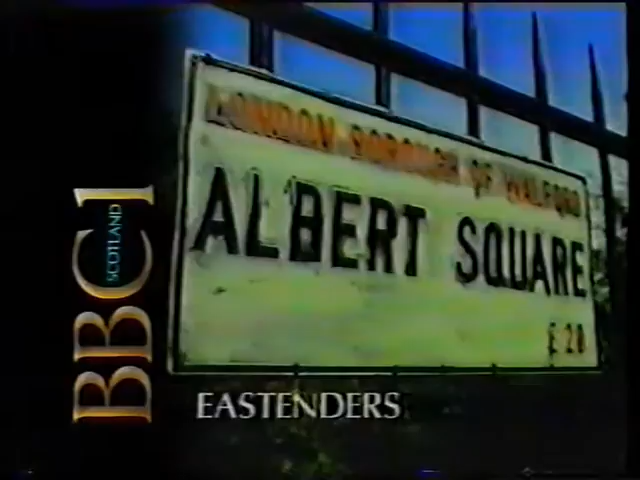 LONDON BOROUGH OF WALFORD
ALBERT SQUARE
E 20
BBC1
SCOTLAND
EASTENDERS